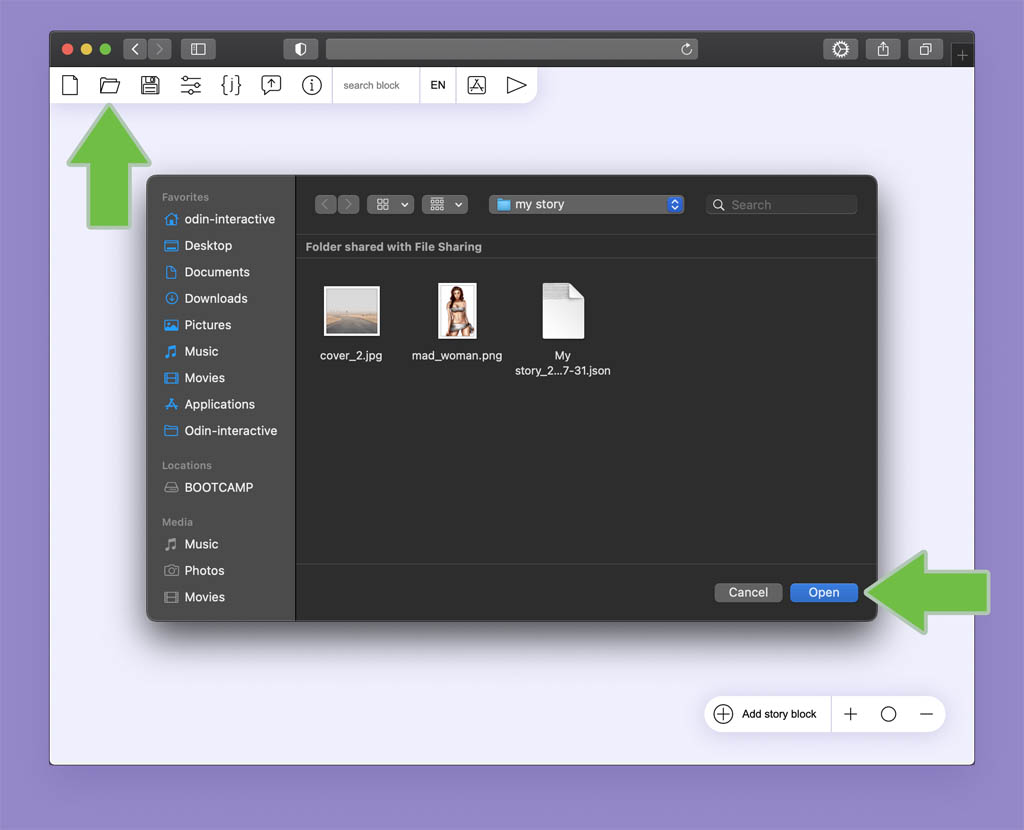 {j}
search block
EN
Favorites
odin-interactive
Desktop
Documents
Downloads
Pictures
Music
Movies
Applications
Odin-interactive
Locations
BOOTCAMP
Media
Music
Photos
Movies
my story
Search
Folder shared with File Sharing
cover_2.jpg
mad_woman.png
My
story_2...7-31.json
Cancel
Open
Add story block